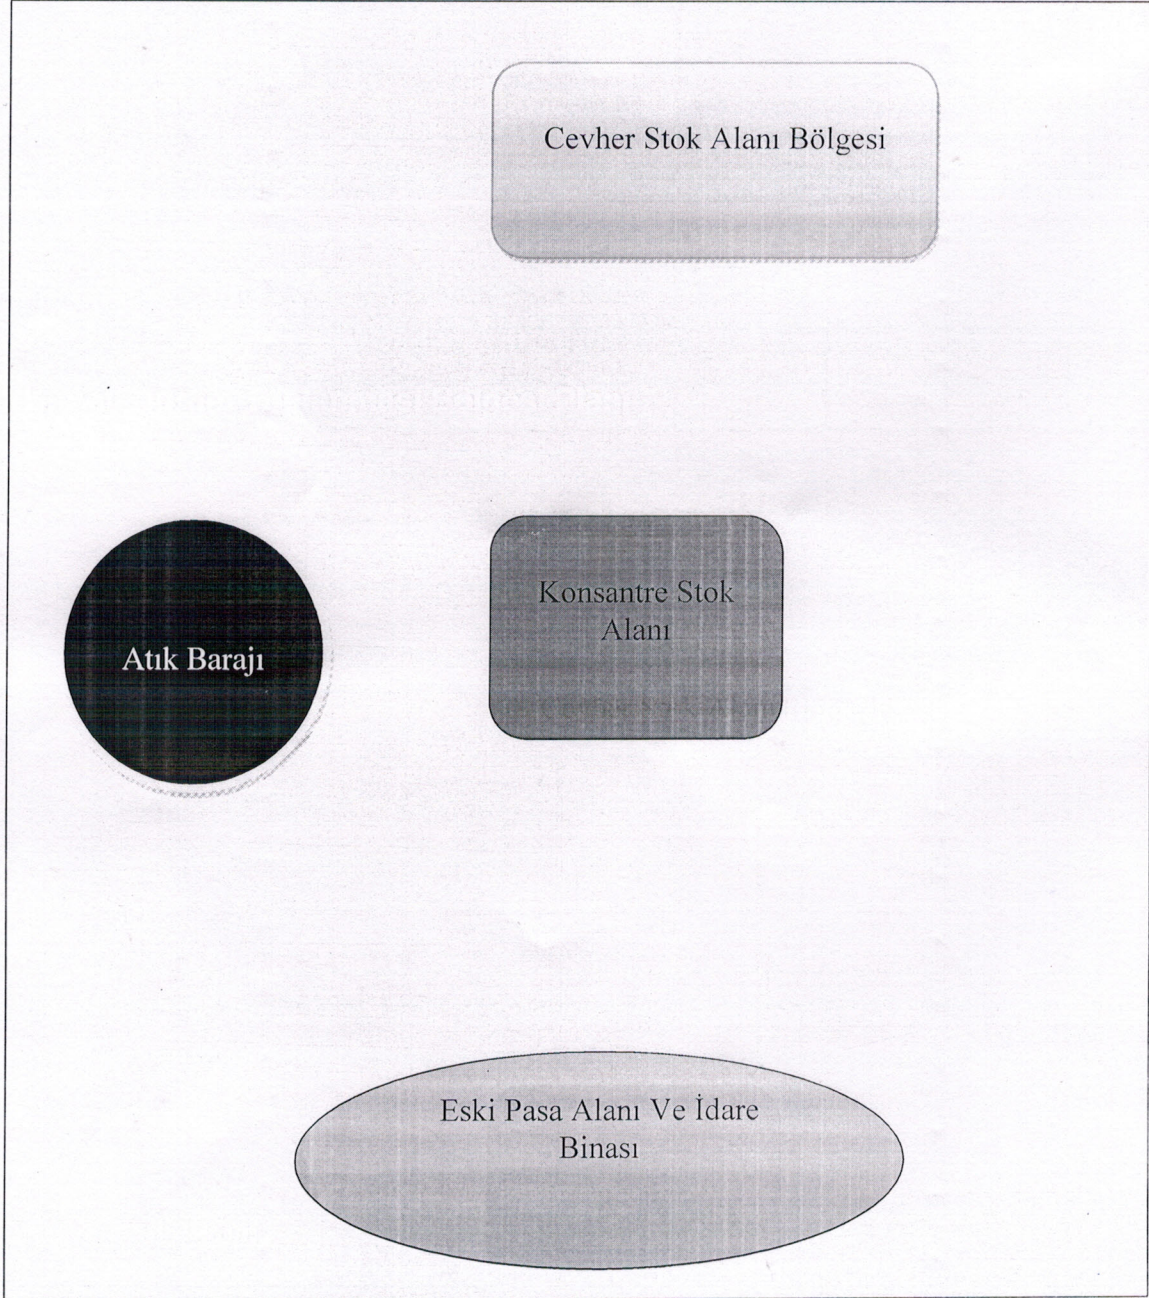 Cevher Stok Alanı Bölgesi
Konsantre Stok
Alanı
Atık Barajı
Eski Pasa Alanı Ve İdare
Binası